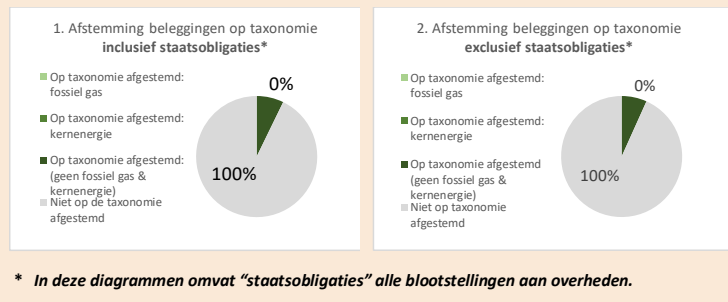 1. Afstemming beleggingen op taxonomie
inclusief staatsobligaties*
Op taxonomie afgestemd:
fossiel gas
Op taxonomie afgestemd:
kernenergie
Op taxonomie afgestemd:
(geen fossiel gas &
kernenergie)
Niet op de taxonomie
afgestemd
0%
100%
2. Afstemming beleggingen op taxonomie
exclusief staatsobligaties*
Op taxonomie afgestemd:
fossiel gas
Op taxonomie afgestemd:
kernenergie
Op taxonomie afgestemd
(geen fossiel gas &
kernenergie)
Niet op taxonomie
afgestemd
0%
100%
* In deze diagrammen omvat “staatsobligaties” alle blootstellingen aan overheden.